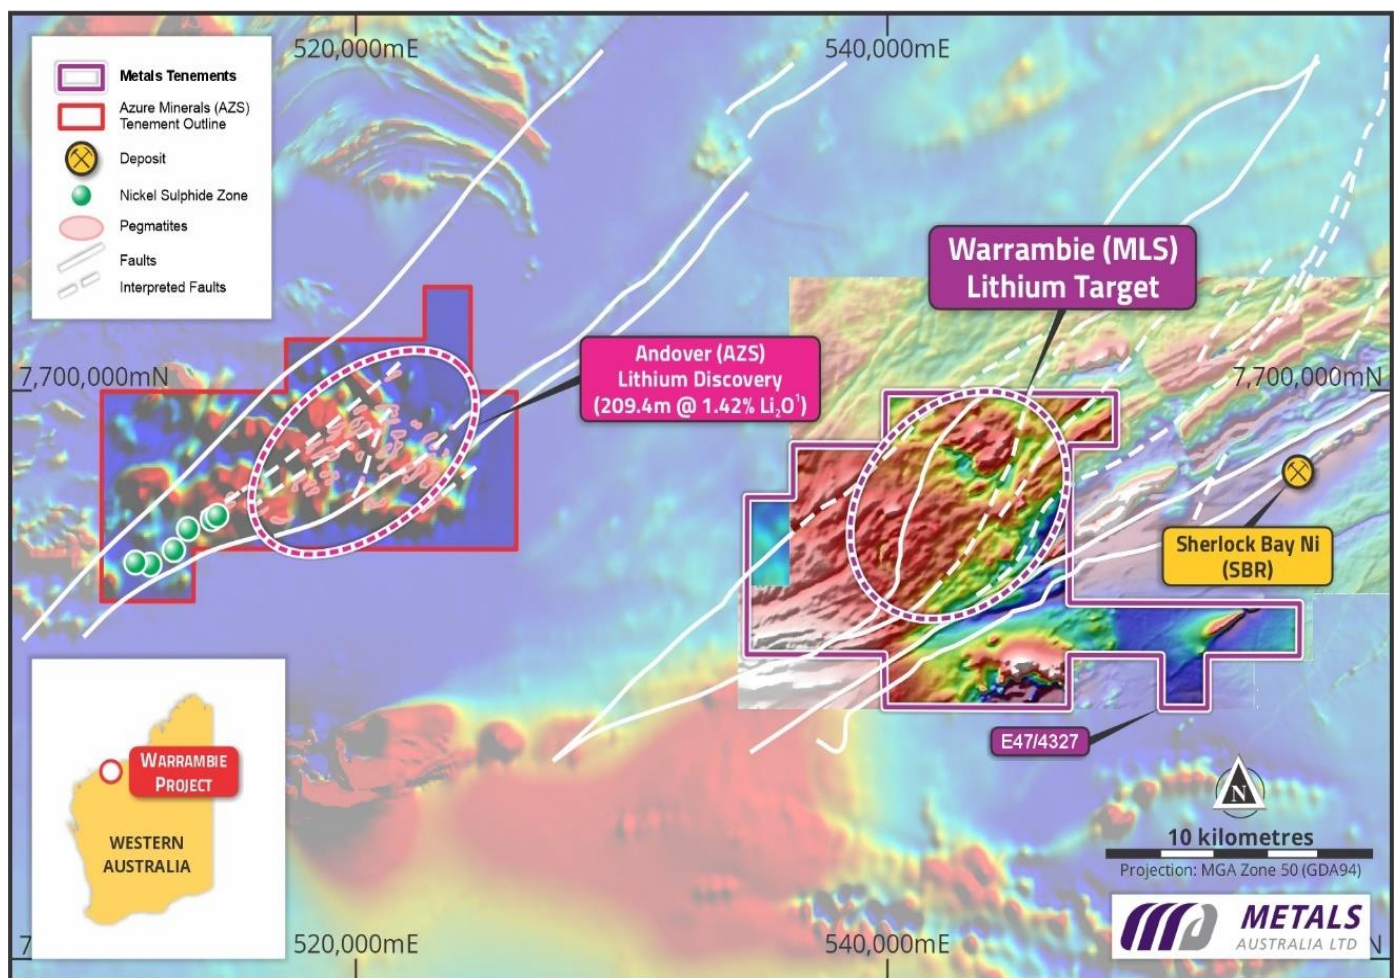 520,000mE
540,000mE
Metals Tenements
Azure Minerals (AZS)
Tenement Outline
Deposit
Nickel Sulphide Zone
Pegmatites
Faults
Interpreted Faults
Warrambie (MLS)
Lithium Target
7,700,000mN
7,700,000mN
Andover (AZS)
Lithium Discovery
(209.4m @ 1.42% Li₂O¹)
Sherlock Bay Ni
(SBR)
E47/4327
WARRAMBIE
PROJECT
WESTERN
AUSTRALIA
N
10 kilometres
Projection: MGA Zone 50 (GDA94)
METALS
AUSTRALIA LTD
7
520,000mE
540,000mE
N